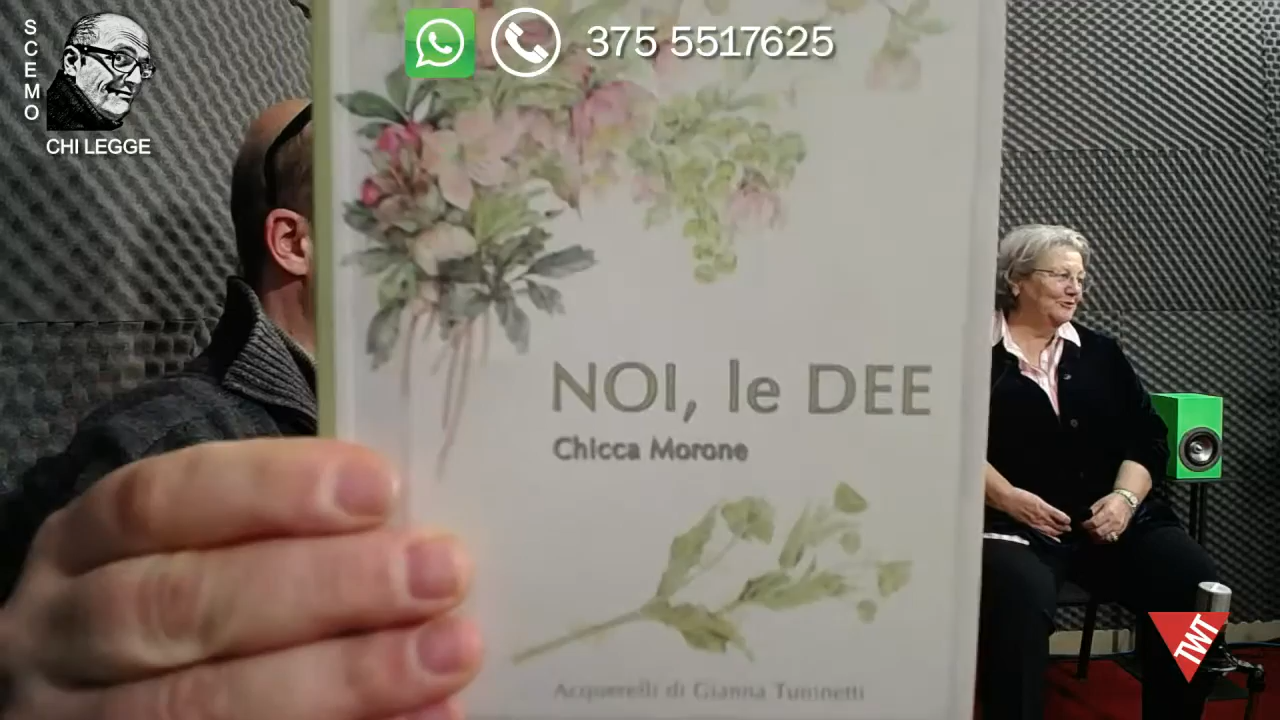 SCEMO
CHI LEGGE
375 5517625
NOI, le DEE
Chicca Morone
Acquerelli di Gianna Tuninetti
TWT